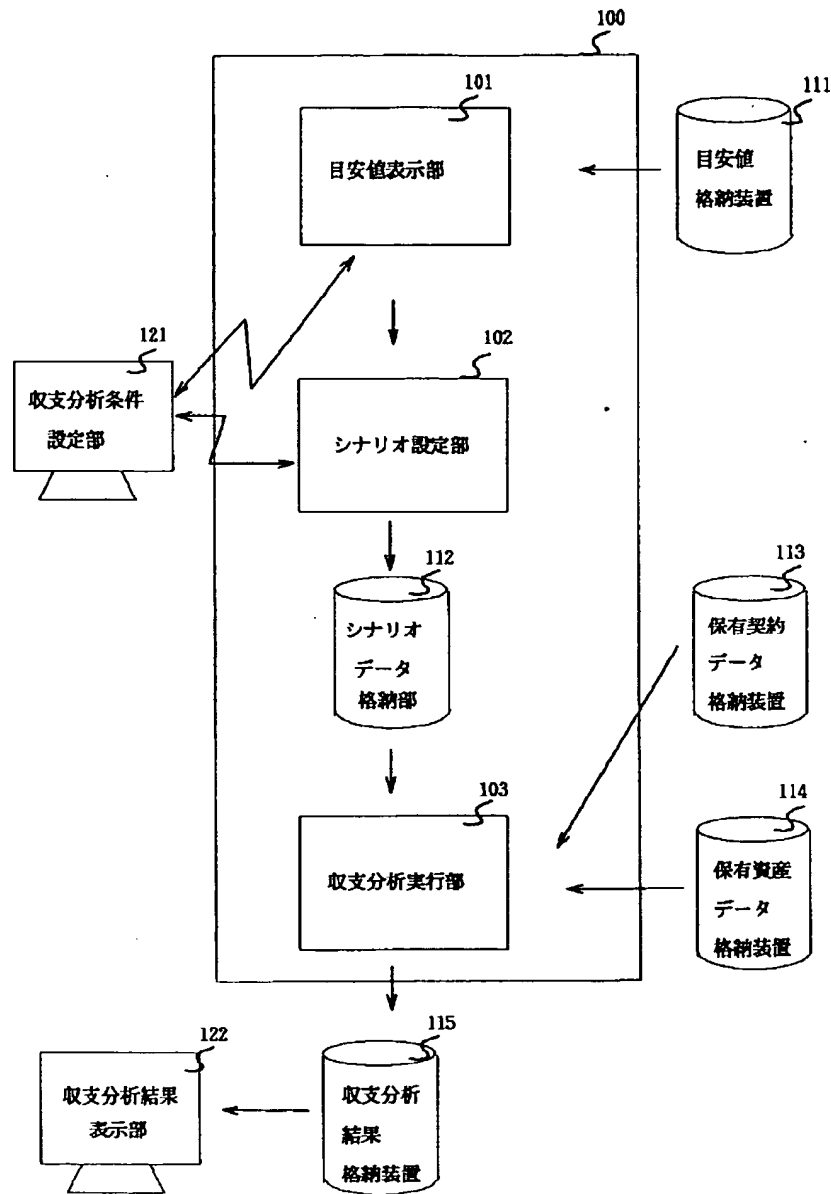 100
101
目安値表示部
111
目安値
格納装置
121
収支分析条件
設定部
102
シナリオ設定部
112
シナリオ
データ
格納部
113
保有契約
データ
格納装置
103
収支分析実行部
114
保有資産
データ
格納装置
122
収支分析結果
表示部
115
収支分析
結果
格納装置